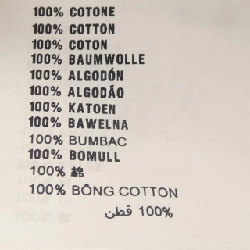 100% COTONE
100% COTTON
100% COTON
100% BAUMWOLLE
100% ALGODÓN
100% ALGODÃO
100% KATOEN
100% BAWELNA
100% BUMBAC
100% BOMULL
100% 綿
100% BÔNG COTTON
100% قطن